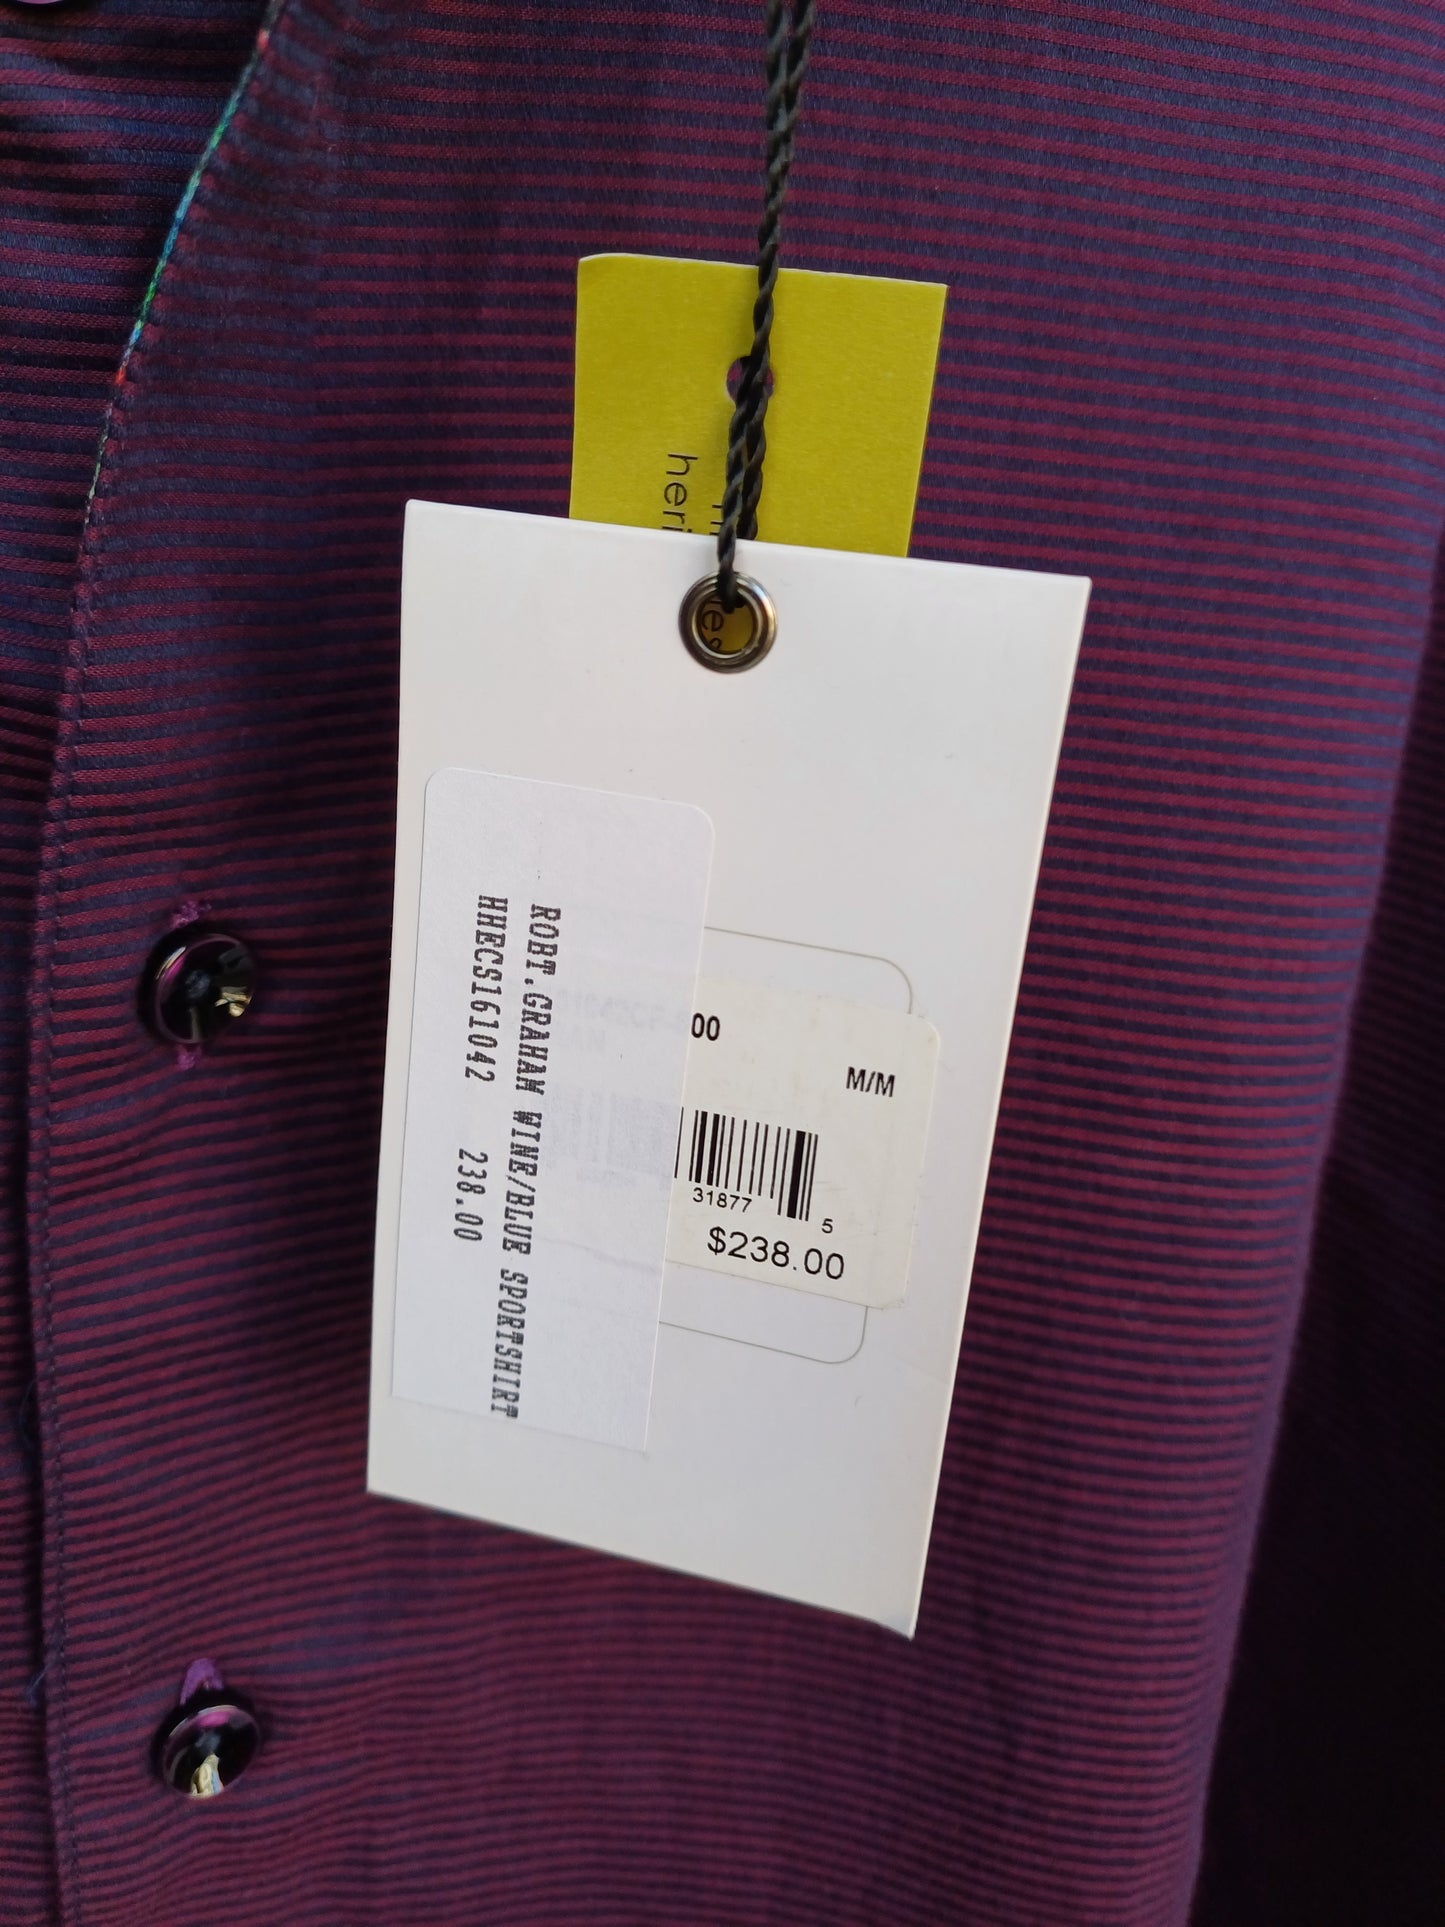 heri
ROBT.GRAHAM WINE/BLUE SPORTSHIRT
HHECS161042 238.00
00
M/M
31877 5
$238.00